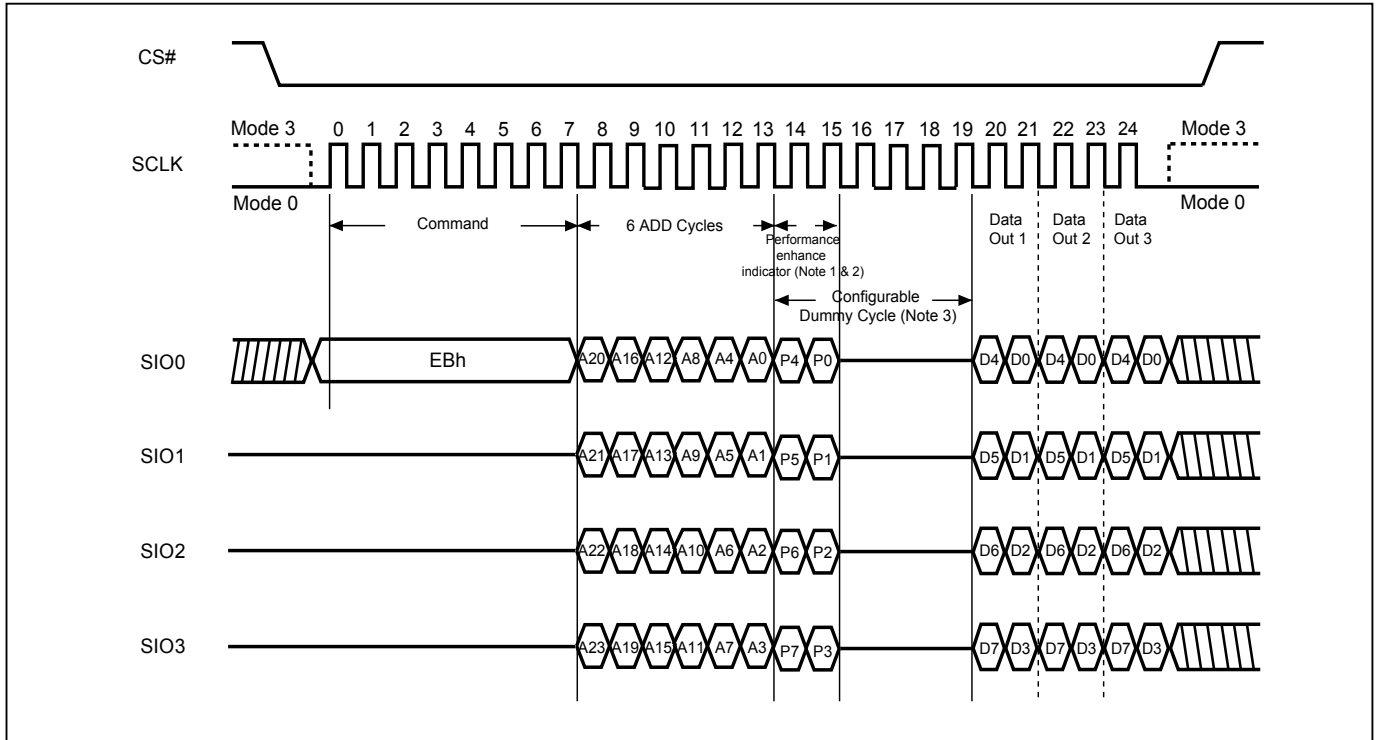 CS#
Mode 3 0 1 2 3 4 5 6 7 8 9 10 11 12 13 14 15 16 17 18 19 20 21 22 23 24 Mode 3
SCLK
Mode 0 Mode 0
Command 6 ADD Cycles Data Data Data
Out 1 Out 2 Out 3
Performance
enhance
indicator (Note 1 & 2)
Configurable
Dummy Cycle (Note 3)
SIO0 EBh A20 A16 A12 A8 A4 A0 P4 P0 D4 D0 D4 D0 D4 D0
SIO1 A21 A17 A13 A9 A5 A1 P5 P1 D5 D1 D5 D1 D5 D1
SIO2 A22 A18 A14 A10 A6 A2 P6 P2 D6 D2 D6 D2 D6 D2
SIO3 A23 A19 A15 A11 A7 A3 P7 P3 D7 D3 D7 D3 D7 D3